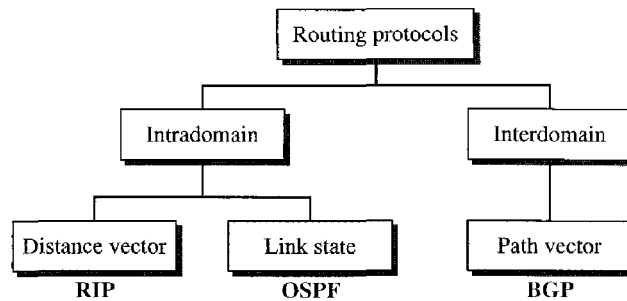 Routing protocols
Intradomain
Interdomain
Distance vector
Link state
Path vector
RIP
OSPF
BGP